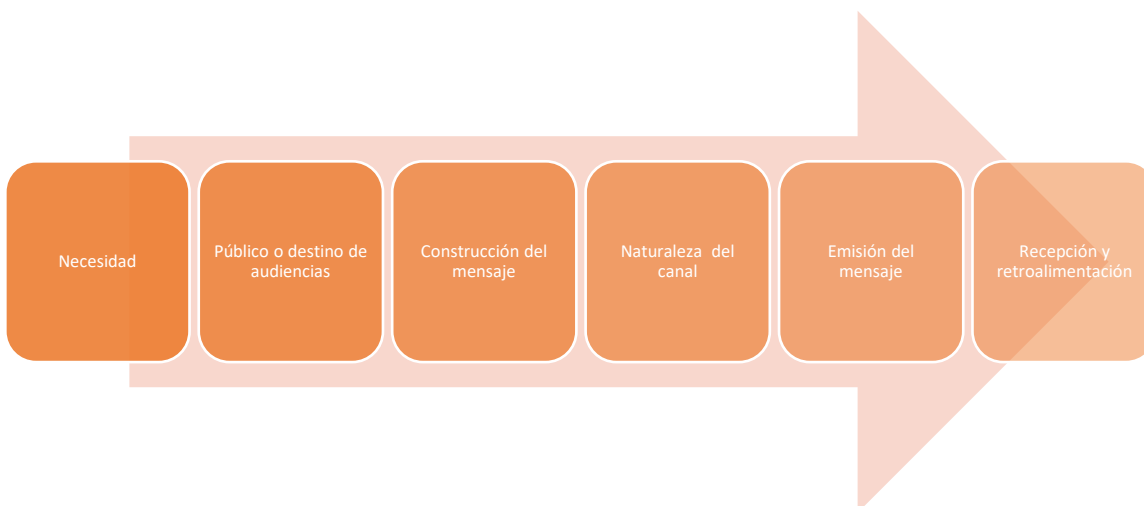 Necesidad
Público o destino de
audiencias
Construcción del
mensaje
Naturaleza  del
canal
Emisión del
mensaje
Recepción y
retroalimentación